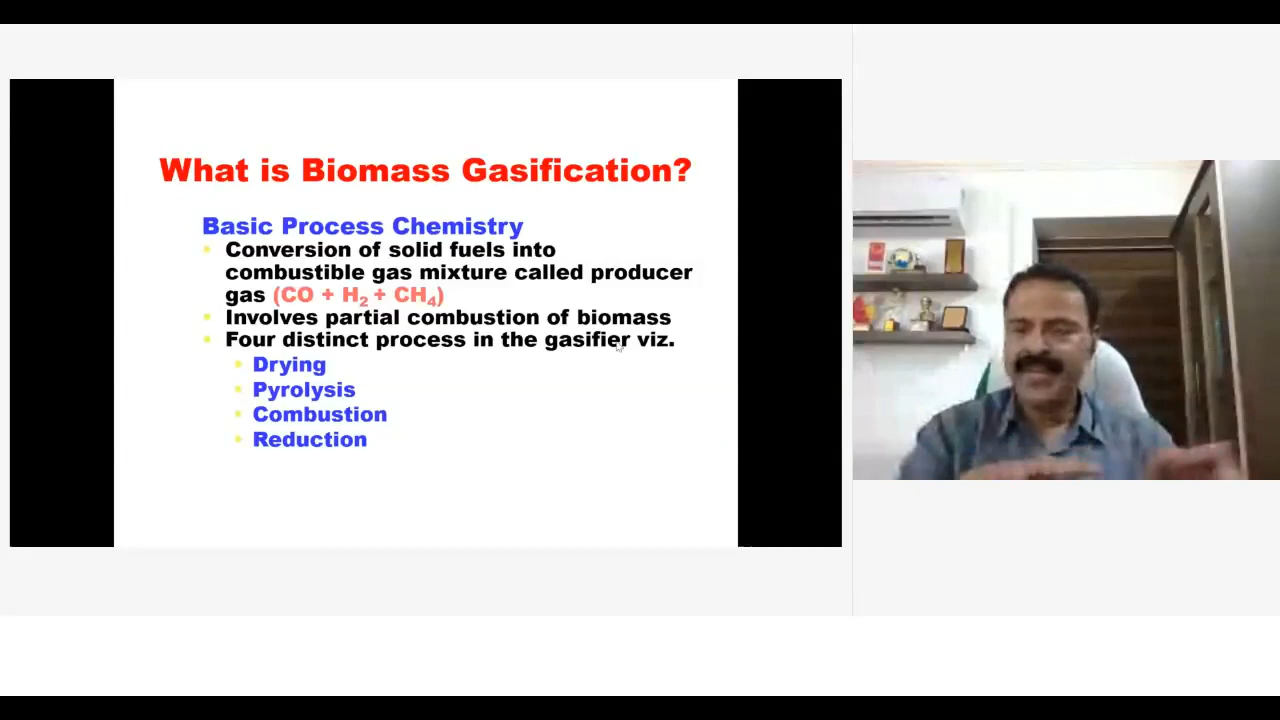 What is Biomass Gasification?
Basic Process Chemistry
• Conversion of solid fuels into
combustible gas mixture called producer
gas (CO + H₂ + CH₄)
• Involves partial combustion of biomass
• Four distinct process in the gasifier viz.
• Drying
• Pyrolysis
• Combustion
• Reduction